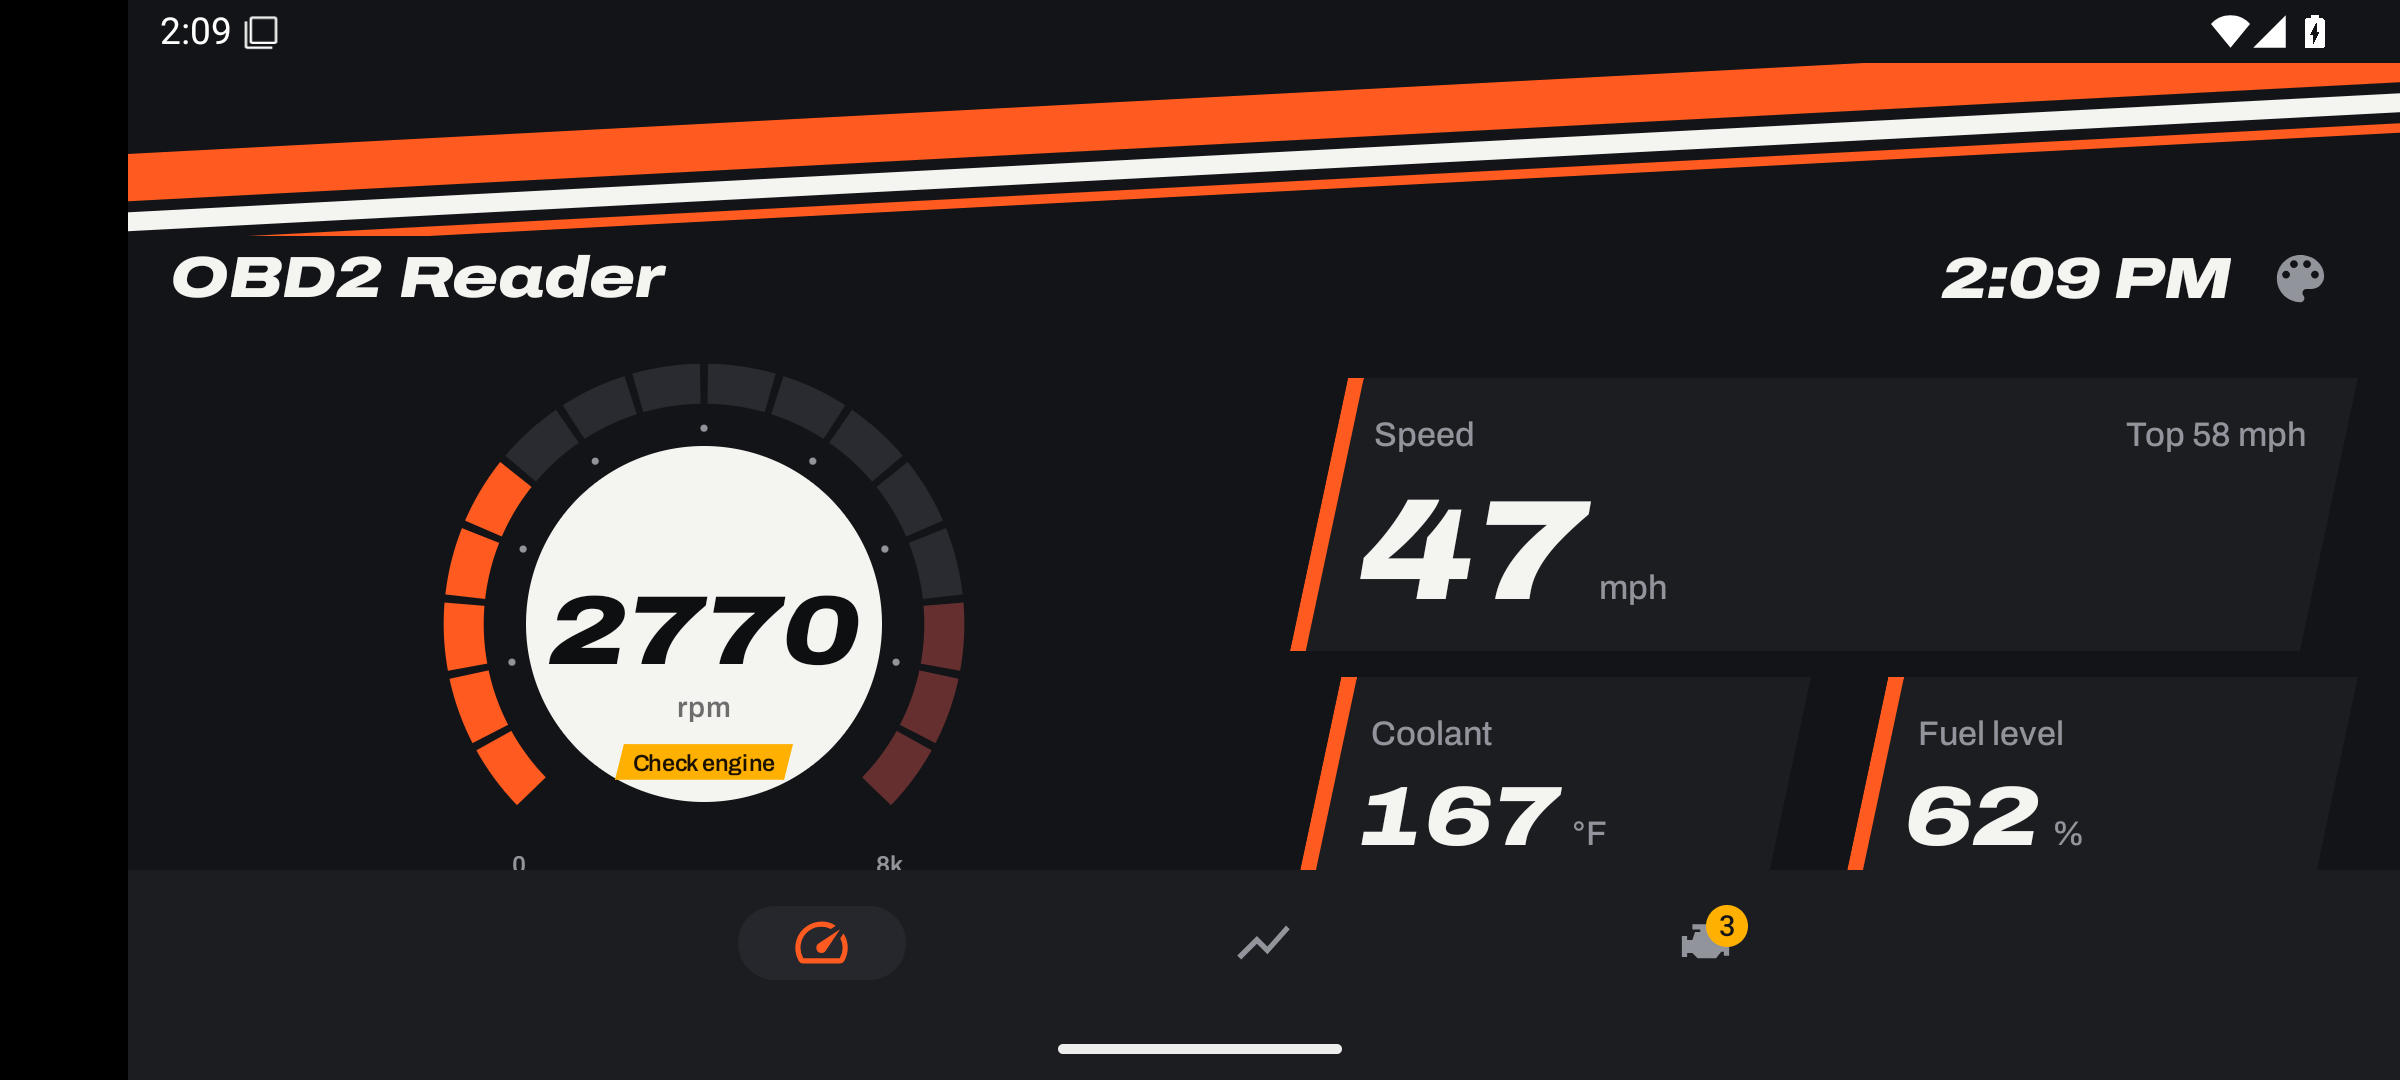 2:09
OBD2 Reader
2:09 PM
2770
rpm
Check engine
0
8k
Speed
Top 58 mph
47 mph
Coolant
167 °F
Fuel level
62 %
3